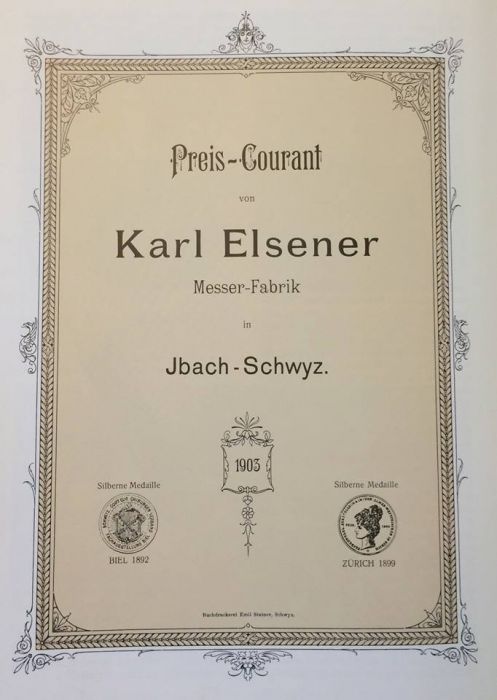 Preis-Courant
von
Karl Elsener
Messer-Fabrik
in
Jbach-Schwyz.
1903
Silberne Medaille
BIEL 1892
Silberne Medaille
ZÜRICH 1899
Buchdruckerei Emil Steiner, Schwyz.